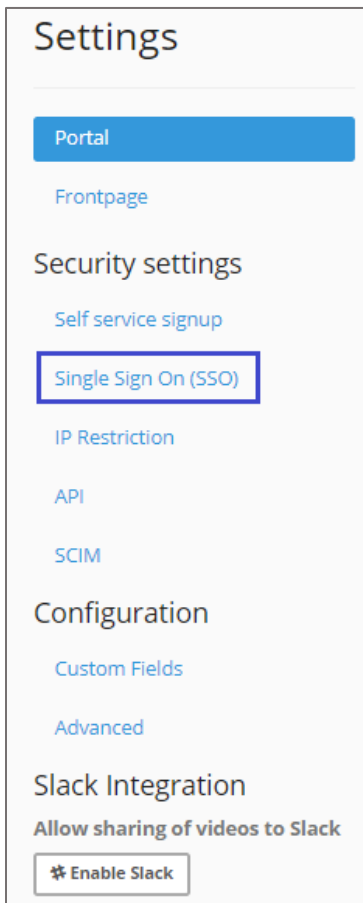 Settings
Portal
Frontpage
Security settings
Self service signup
Single Sign On (SSO)
IP Restriction
API
SCIM
Configuration
Custom Fields
Advanced
Slack Integration
Allow sharing of videos to Slack
Enable Slack